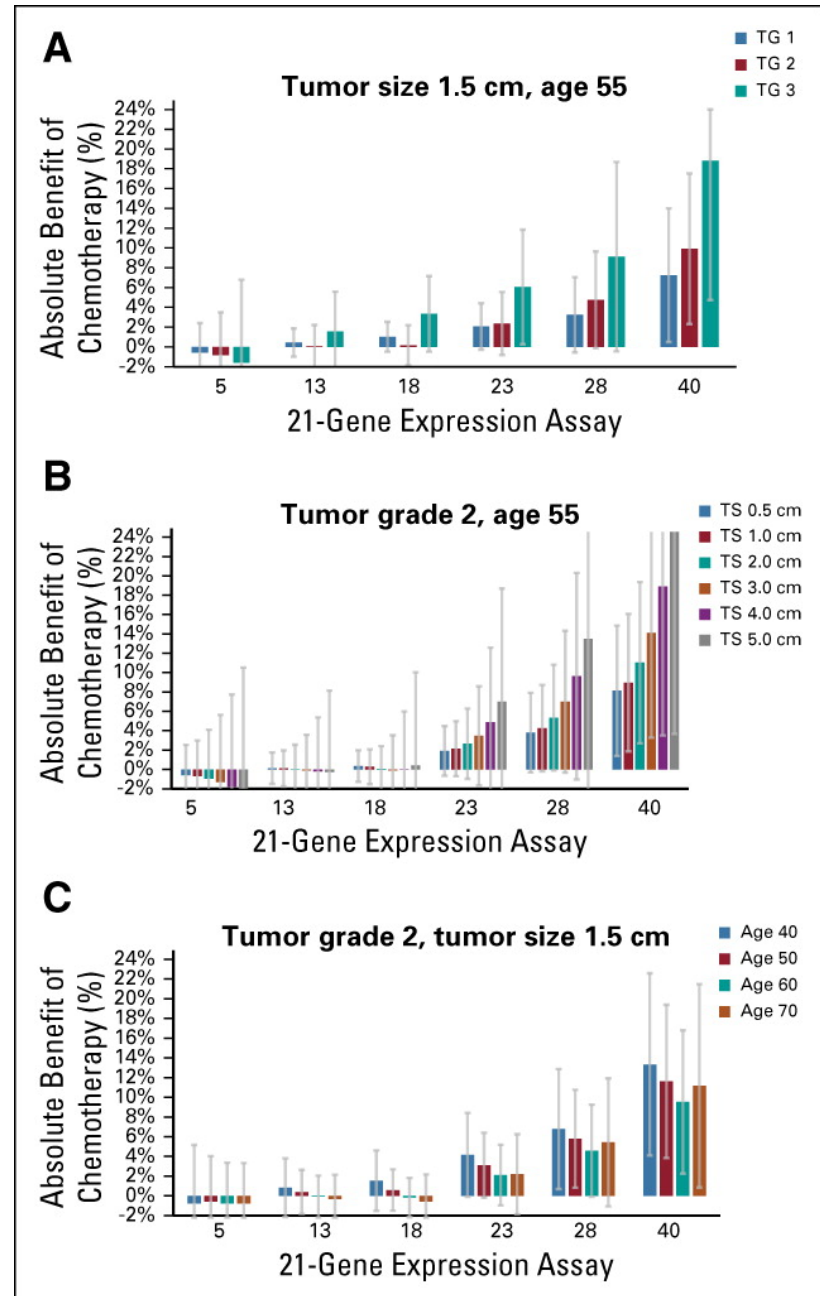 A
TG 1
TG 2
TG 3
Tumor size 1.5 cm, age 55
Absolute Benefit of
Chemotherapy (%)
24%
22%
20%
18%
16%
14%
12%
10%
8%
6%
4%
2%
0%
-2%
5 13 18 23 28 40
21-Gene Expression Assay
B
TS 0.5 cm
TS 1.0 cm
TS 2.0 cm
TS 3.0 cm
TS 4.0 cm
TS 5.0 cm
Tumor grade 2, age 55
Absolute Benefit of
Chemotherapy (%)
24%
22%
20%
18%
16%
14%
12%
10%
8%
6%
4%
2%
0%
-2%
5 13 18 23 28 40
21-Gene Expression Assay
C
Age 40
Age 50
Age 60
Age 70
Tumor grade 2, tumor size 1.5 cm
Absolute Benefit of
Chemotherapy (%)
24%
22%
20%
18%
16%
14%
12%
10%
8%
6%
4%
2%
0%
-2%
5 13 18 23 28 40
21-Gene Expression Assay